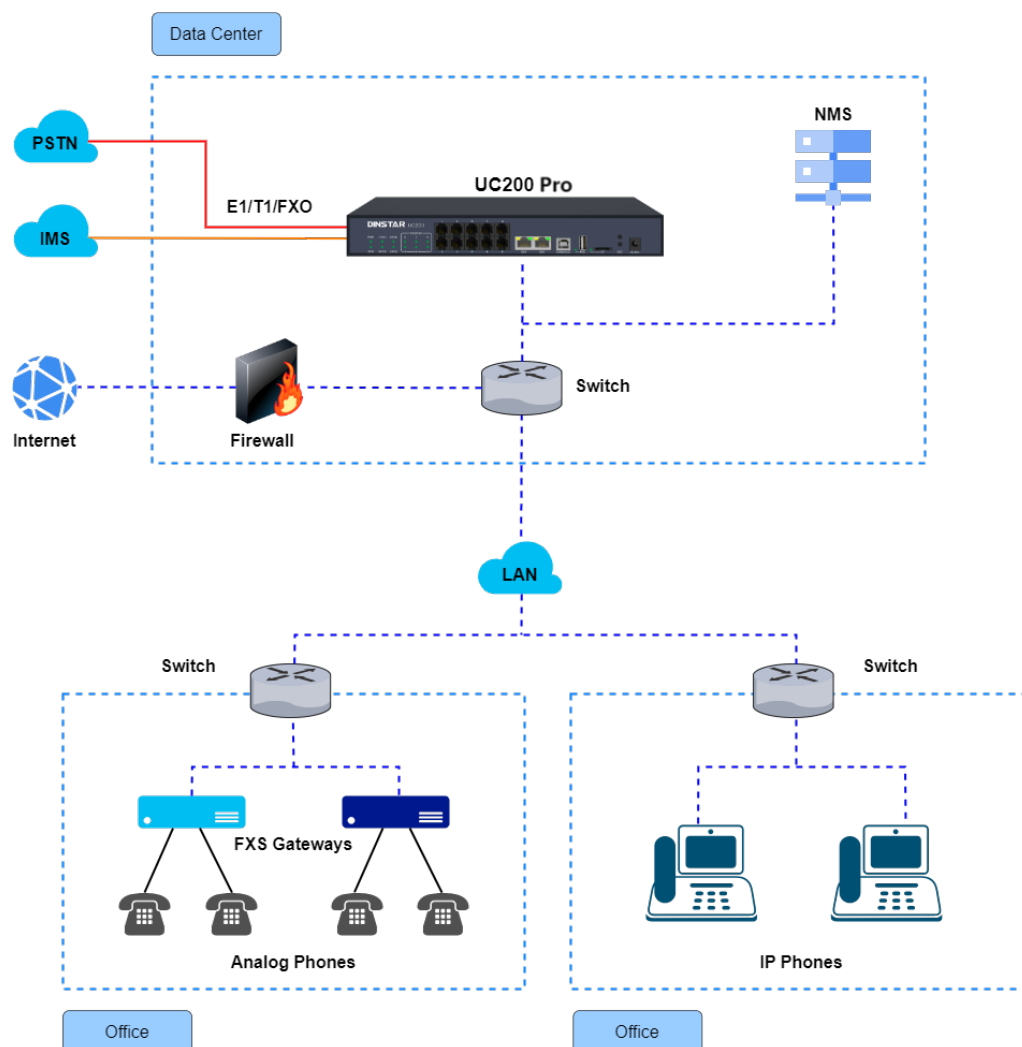 Data Center
NMS
PSTN
UC200 Pro
E1/T1/FXO
DINSTAR
IMS
Switch
Internet
Firewall
LAN
Switch
Switch
FXS Gateways
Analog Phones
IP Phones
Office
Office